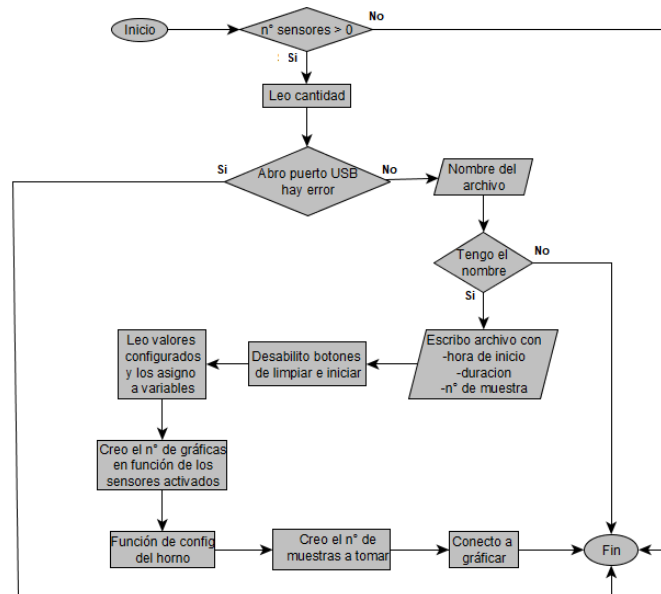 No
Inicio
n° sensores > 0
Si
Leo cantidad
Si
Abro puerto USB
hay error
No
Nombre del
archivo
Tengo el
nombre
No
Si
Escribo archivo con
-hora de inicio
-duracion
-n° de muestra
Desabilito botones
de limpiar e iniciar
Leo valores
configurados
y los asigno
a variables
Creo el n° de gráficas
en función de los
sensores activados
Función de config
del horno
Creo el n° de
muestras a tomar
Conecto a
gráficar
Fin